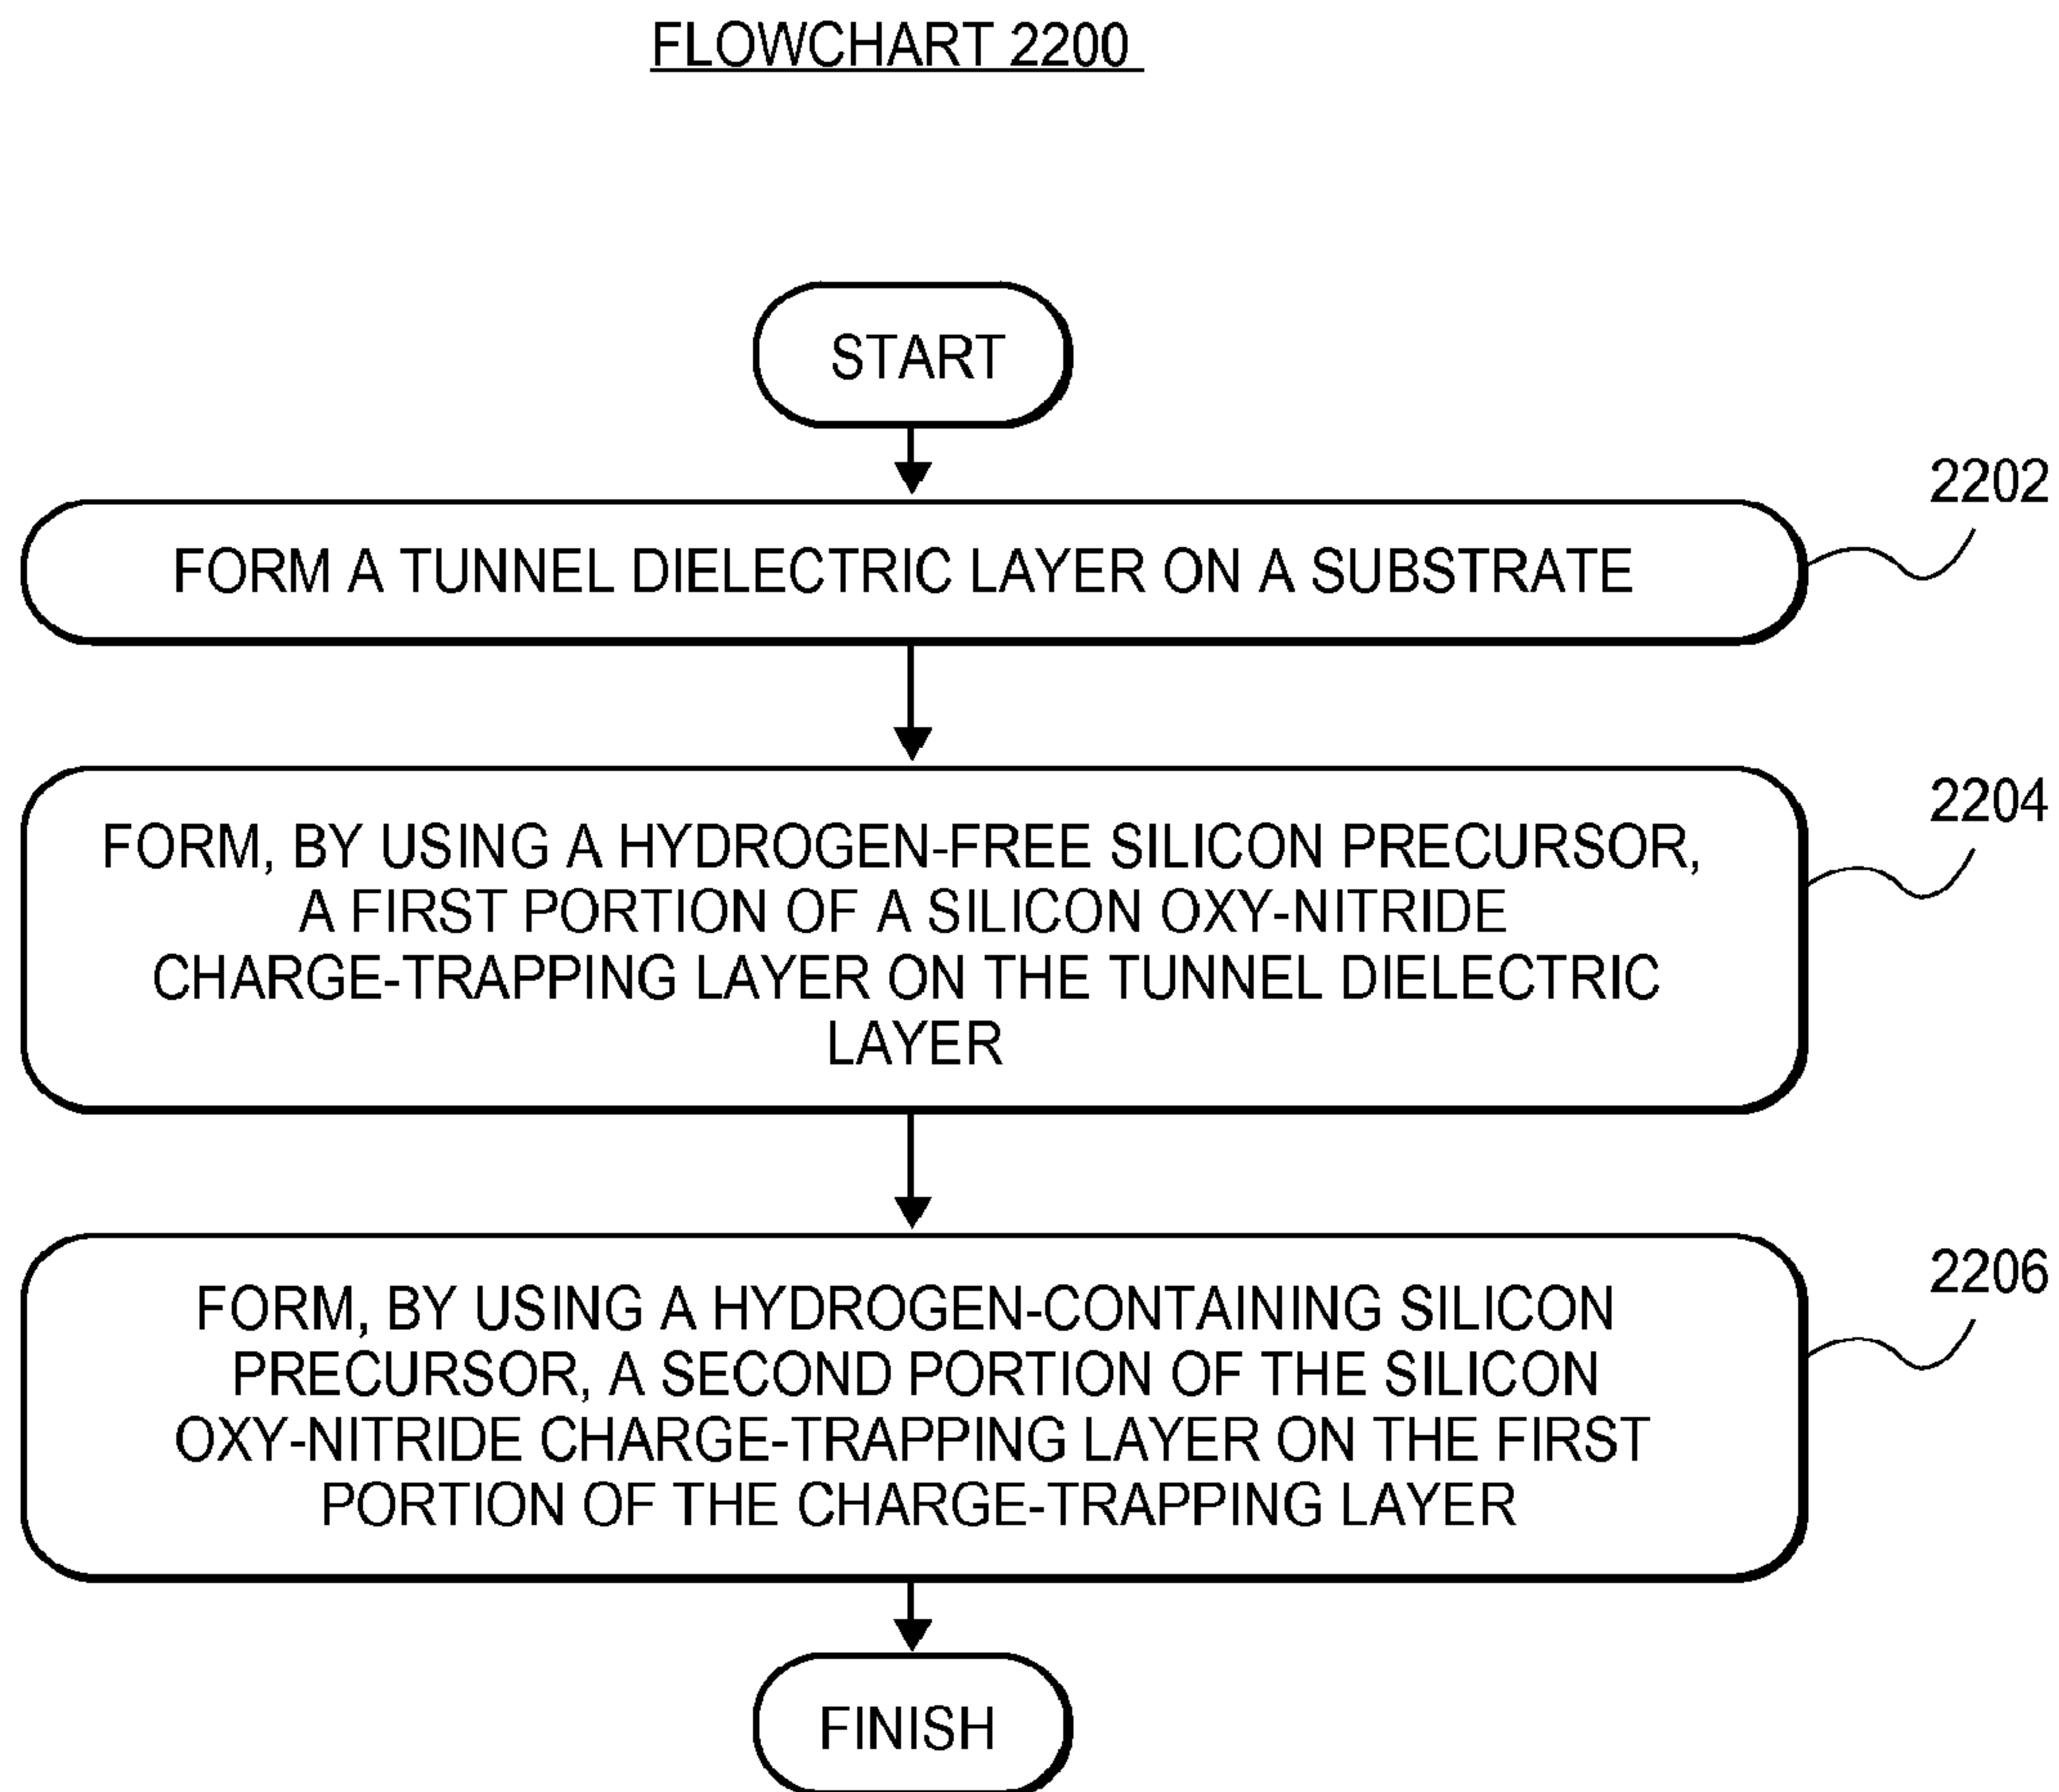 FLOWCHART 2200
START
2202
FORM A TUNNEL DIELECTRIC LAYER ON A SUBSTRATE
2204
FORM, BY USING A HYDROGEN-FREE SILICON PRECURSOR,
A FIRST PORTION OF A SILICON OXY-NITRIDE
CHARGE-TRAPPING LAYER ON THE TUNNEL DIELECTRIC
LAYER
2206
FORM, BY USING A HYDROGEN-CONTAINING SILICON
PRECURSOR, A SECOND PORTION OF THE SILICON
OXY-NITRIDE CHARGE-TRAPPING LAYER ON THE FIRST
PORTION OF THE CHARGE-TRAPPING LAYER
FINISH